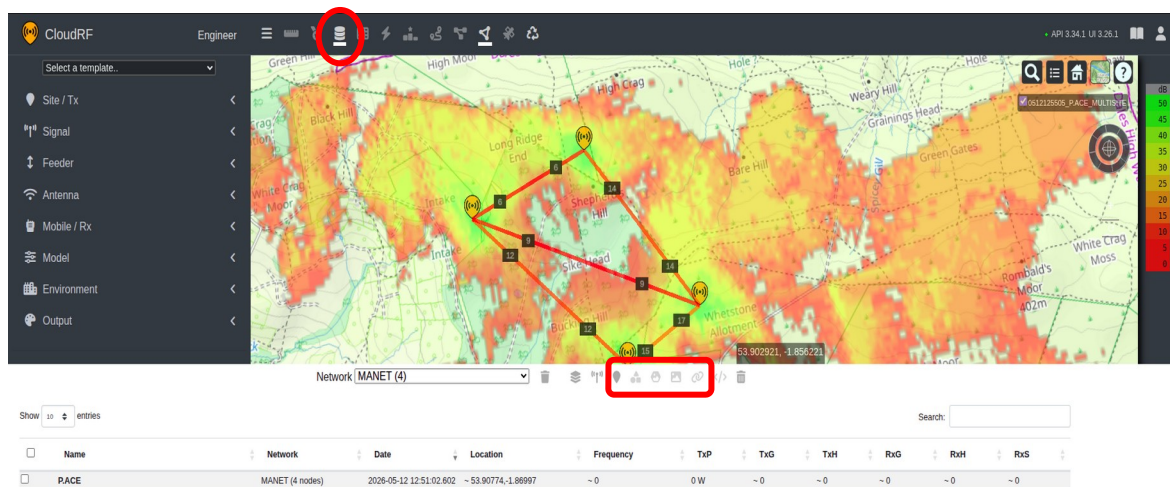 CloudRF
Engineer
API 3.34.1 UI 3.26.1
Select a template..
Site / Tx
Signal
Feeder
Antenna
Mobile / Rx
Model
Environment
Output
Green Hill
High Moor
Hole
Hole
High Crag
Weary Hill
Grainings Head
Black Hill
Long Ridge
End
Bare Hill
Green Gates
Spicey Gill
White Crag
Moor
Intake
Intake
Shepherds
Hill
Sike Head
White Crag
Moss
Rombald's
Moor
402m
Whetstone
Allotment
6
6
14
9
12
14
9
17
12
15
0512125505_P.ACE_MULTISITE
53.902921, -1.856221
dB
50
45
40
35
30
25
20
15
10
5
0
Network MANET (4)
Show 10 entries
Search:
Name Network Date Location Frequency TxP TxG TxH RxG RxH RxS
P.ACE MANET (4 nodes) 2026-05-12 12:51:02.602 ~ 53.90774,-1.86997 ~ 0 0 W ~ 0 ~ 0 ~ 0 ~ 0 ~ 0